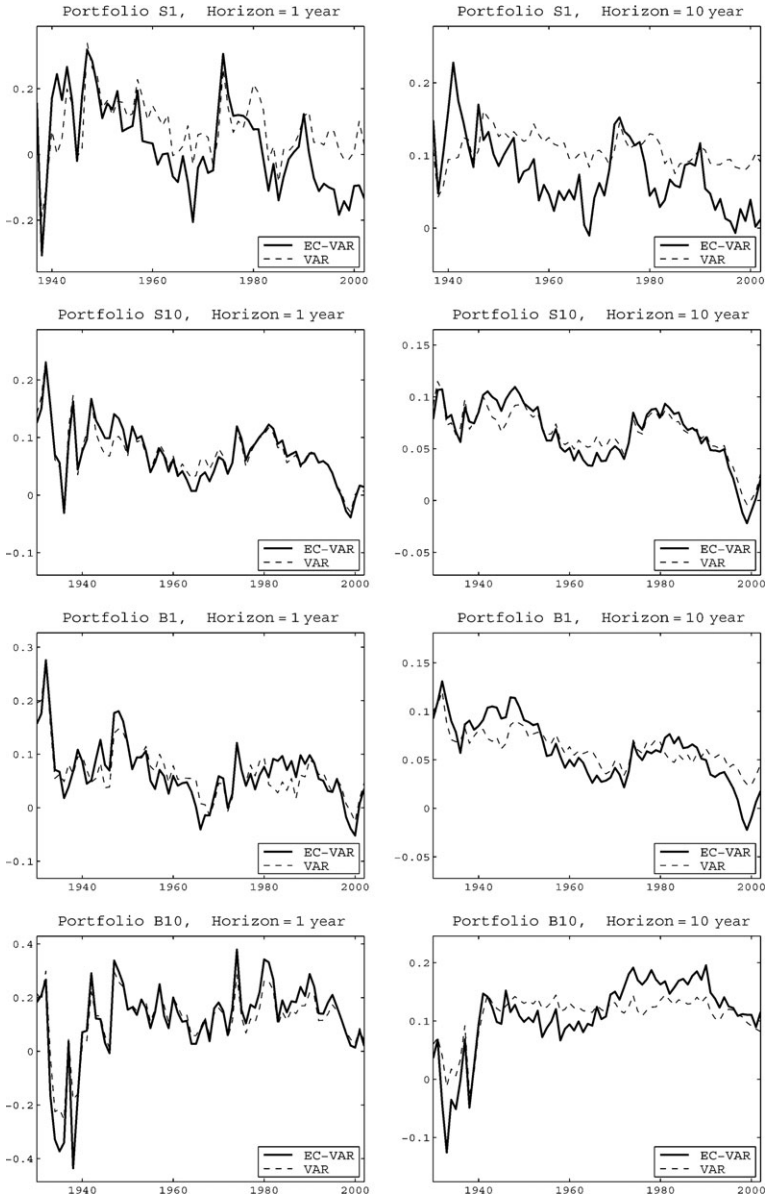 Portfolio S1, Horizon = 1 year
0.2
0
-0.2
EC-VAR
VAR
1940 1960 1980 2000
Portfolio S1, Horizon = 10 year
0.2
0.1
0
EC-VAR
VAR
1940 1960 1980 2000
Portfolio S10, Horizon = 1 year
0.2
0.1
0
-0.1
EC-VAR
VAR
1940 1960 1980 2000
Portfolio S10, Horizon = 10 year
0.15
0.1
0.05
0
-0.05
EC-VAR
VAR
1940 1960 1980 2000
Portfolio B1, Horizon = 1 year
0.3
0.2
0.1
0
-0.1
EC-VAR
VAR
1940 1960 1980 2000
Portfolio B1, Horizon = 10 year
0.15
0.1
0.05
0
-0.05
EC-VAR
VAR
1940 1960 1980 2000
Portfolio B10, Horizon = 1 year
0.4
0.2
0
-0.2
-0.4
EC-VAR
VAR
1940 1960 1980 2000
Portfolio B10, Horizon = 10 year
0.2
0.1
0
-0.1
EC-VAR
VAR
1940 1960 1980 2000